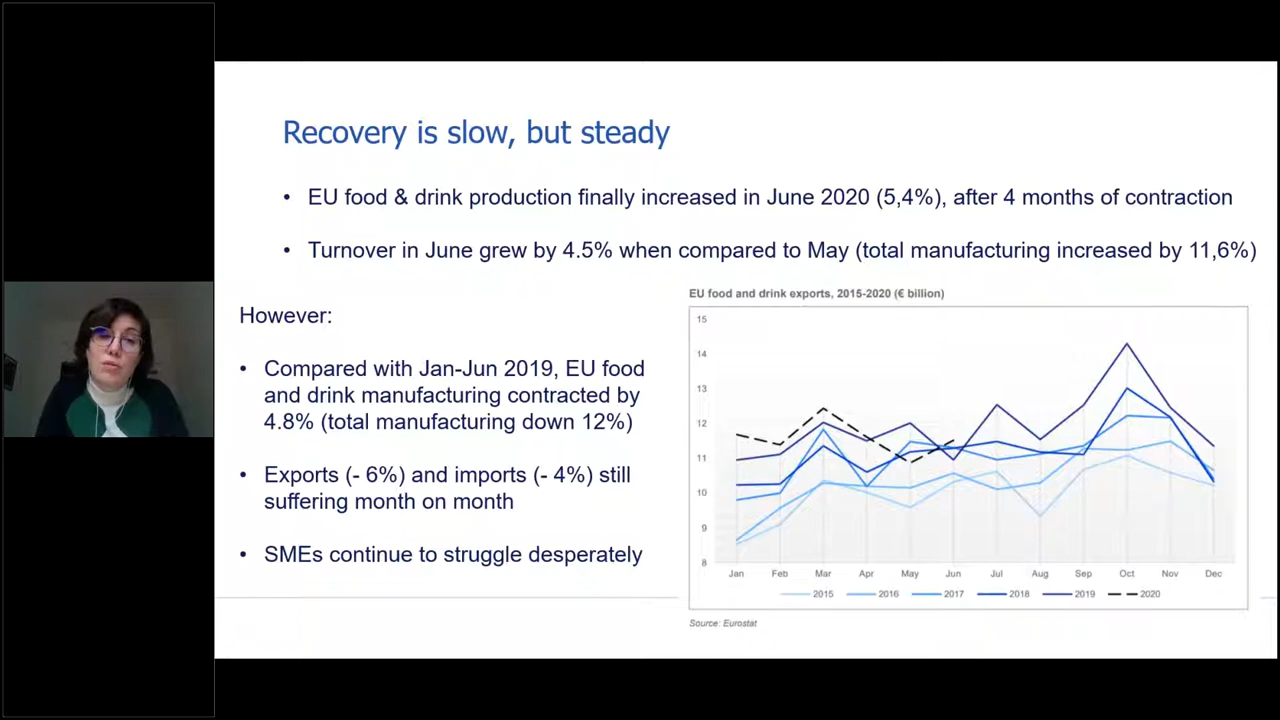 Recovery is slow, but steady
• EU food & drink production finally increased in June 2020 (5,4%), after 4 months of contraction
• Turnover in June grew by 4.5% when compared to May (total manufacturing increased by 11,6%)
However:
• Compared with Jan-Jun 2019, EU food
and drink manufacturing contracted by
4.8% (total manufacturing down 12%)
• Exports (- 6%) and imports (- 4%) still
suffering month on month
• SMEs continue to struggle desperately
EU food and drink exports, 2015-2020 (€ billion)
15
14
13
12
11
10
9
8
Jan Feb Mar Apr May Jun Jul Aug Sep Oct Nov Dec
2015 2016 2017 2018 2019 2020
Source: Eurostat